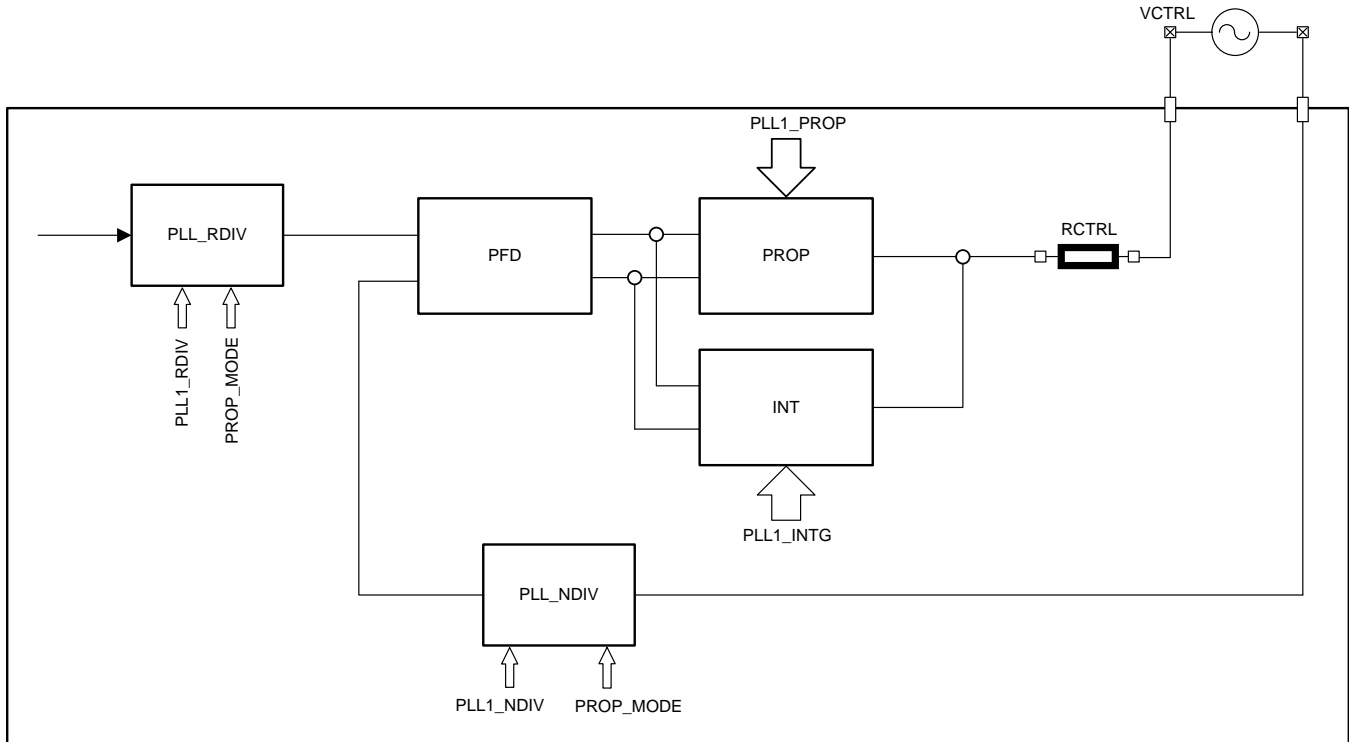 VCTRL
PLL1_PROP
PLL_RDIV
PFD
PROP
RCTRL
PLL1_RDIV
PROP_MODE
INT
PLL1_INTG
PLL_NDIV
PLL1_NDIV
PROP_MODE